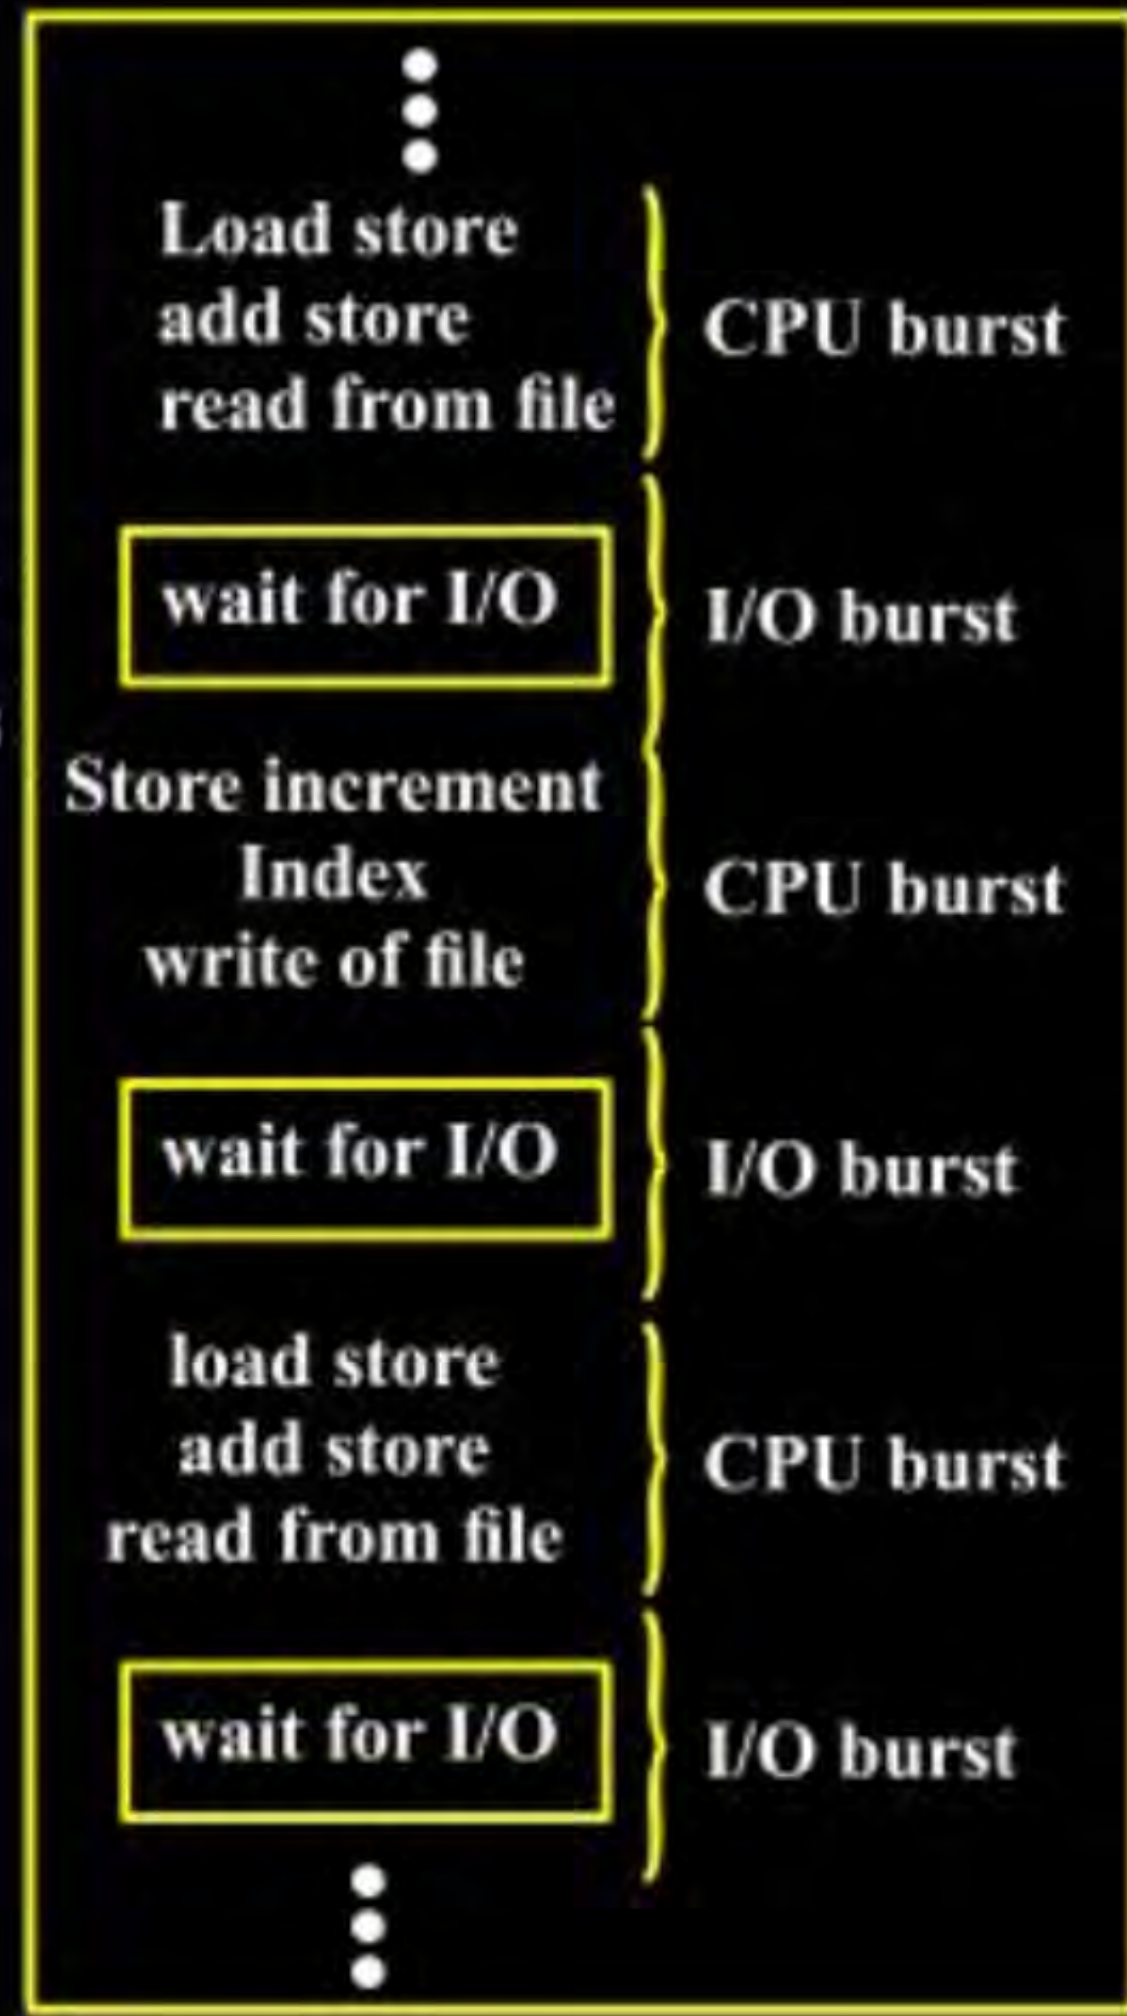 Load store
add store
read from file
CPU burst
wait for I/O
I/O burst
Store increment
Index
write of file
CPU burst
wait for I/O
I/O burst
load store
add store
read from file
CPU burst
wait for I/O
I/O burst